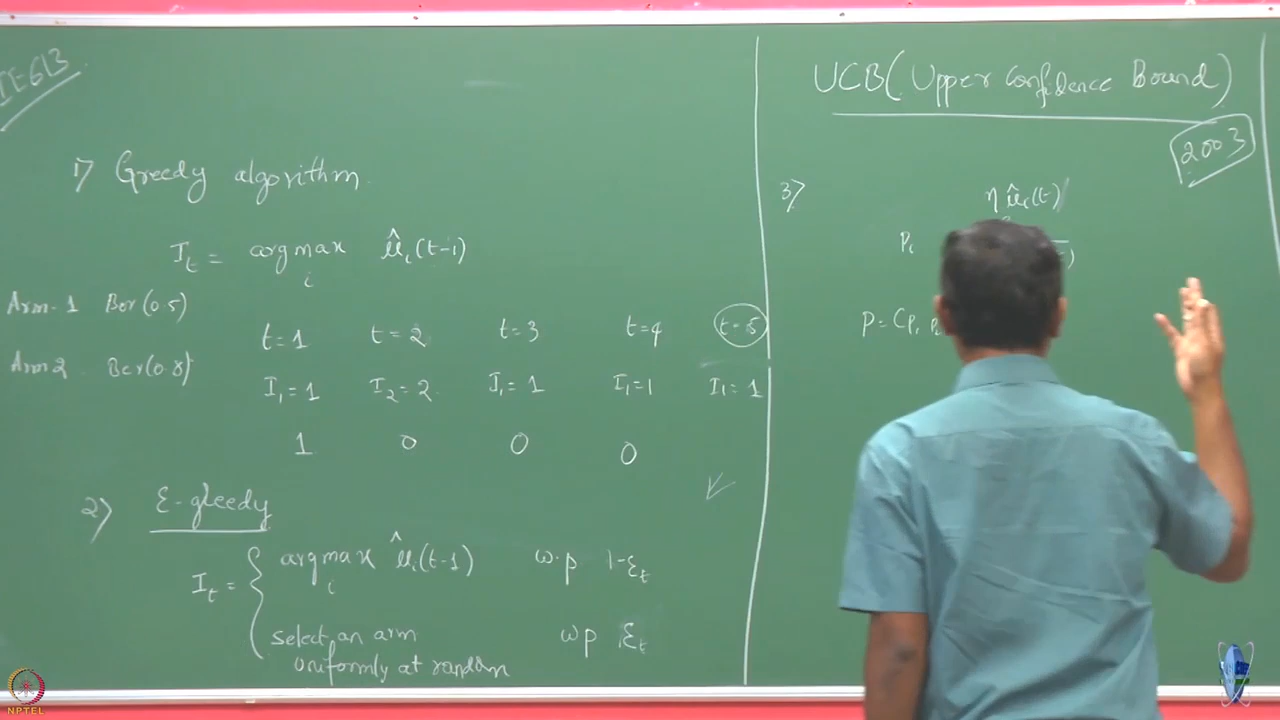 IE613
1) Greedy algorithm.
I_t = argmax_i μ̂_i(t-1)
Arm-1 Ber(0.5)
Arm2 Ber(0.8)
t=1 t=2 t=3 t=4 t=5
I_1=1 I_2=2 I_1=1 I_1=1 I_1=1
1 0 0 0
2) ε-greedy
I_t = { argmax_i μ̂_i(t-1) w.p 1-ε_t
select an arm uniformly at random wp ε_t
UCB (Upper Confidence Bound)
2003
3) η μ̂_i(t)
P_i
P=(P_1
NPTEL